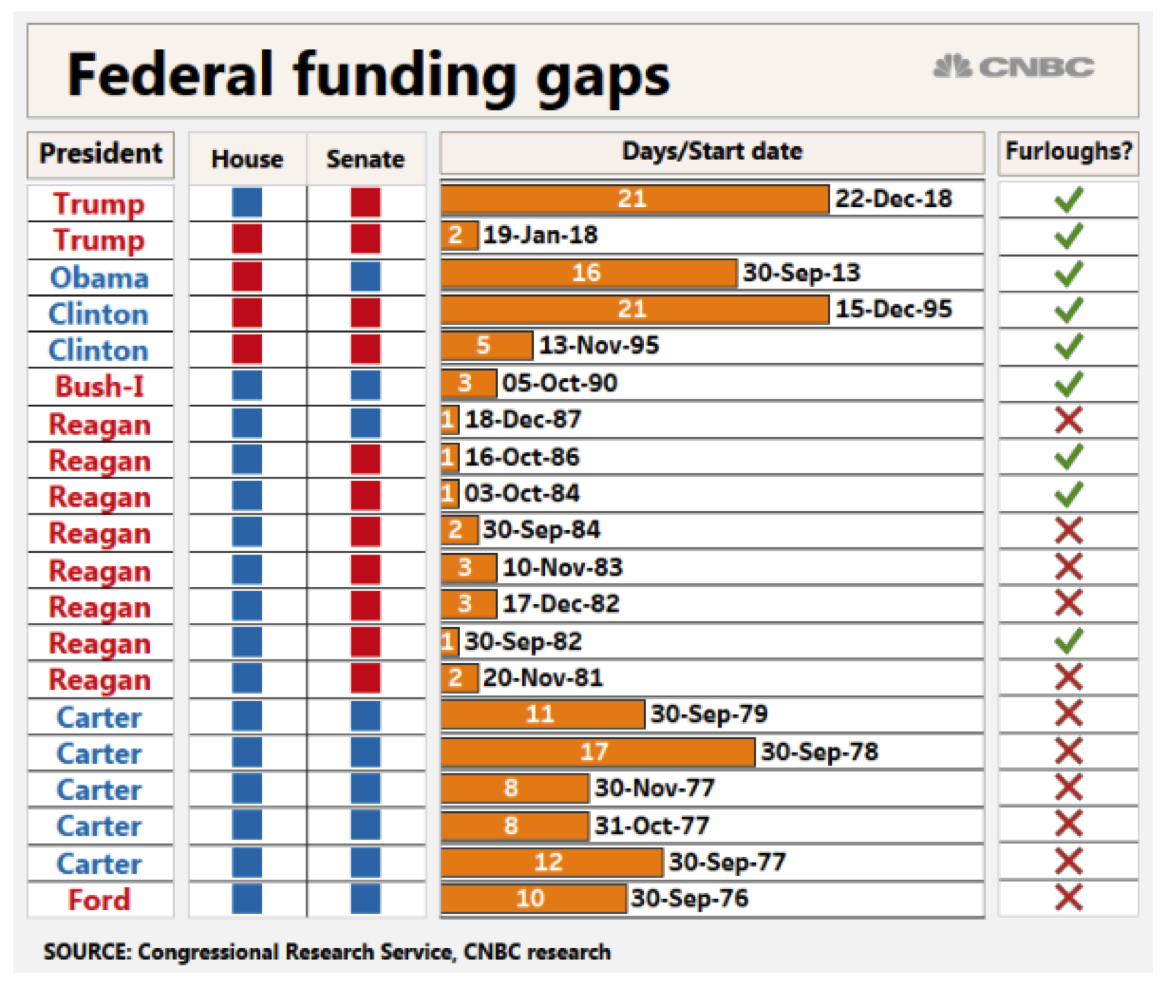 Federal funding gaps
CNBC
President House Senate Days/Start date Furloughs?
Trump 21 22-Dec-18
Trump 2 19-Jan-18
Obama 16 30-Sep-13
Clinton 21 15-Dec-95
Clinton 5 13-Nov-95
Bush-I 3 05-Oct-90
Reagan 1 18-Dec-87
Reagan 1 16-Oct-86
Reagan 1 03-Oct-84
Reagan 2 30-Sep-84
Reagan 3 10-Nov-83
Reagan 3 17-Dec-82
Reagan 1 30-Sep-82
Reagan 2 20-Nov-81
Carter 11 30-Sep-79
Carter 17 30-Sep-78
Carter 8 30-Nov-77
Carter 8 31-Oct-77
Carter 12 30-Sep-77
Ford 10 30-Sep-76
SOURCE: Congressional Research Service, CNBC research